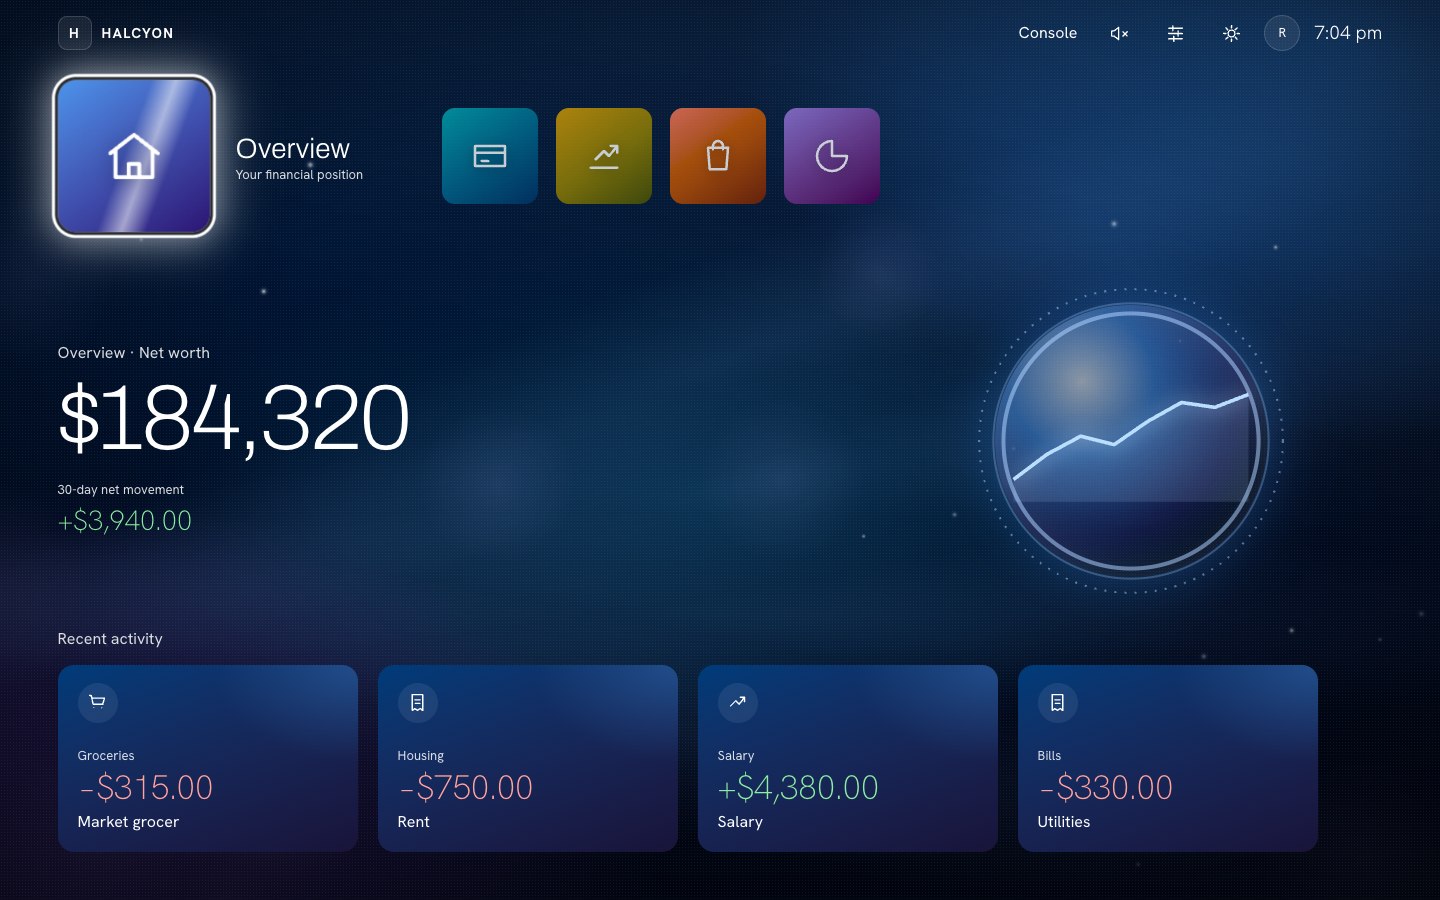 H HALCYON
Console
R
7:04 pm
Overview
Your financial position
Overview · Net worth
$184,320
30-day net movement
+$3,940.00
Recent activity
Groceries
−$315.00
Market grocer
Housing
−$750.00
Rent
Salary
+$4,380.00
Salary
Bills
−$330.00
Utilities